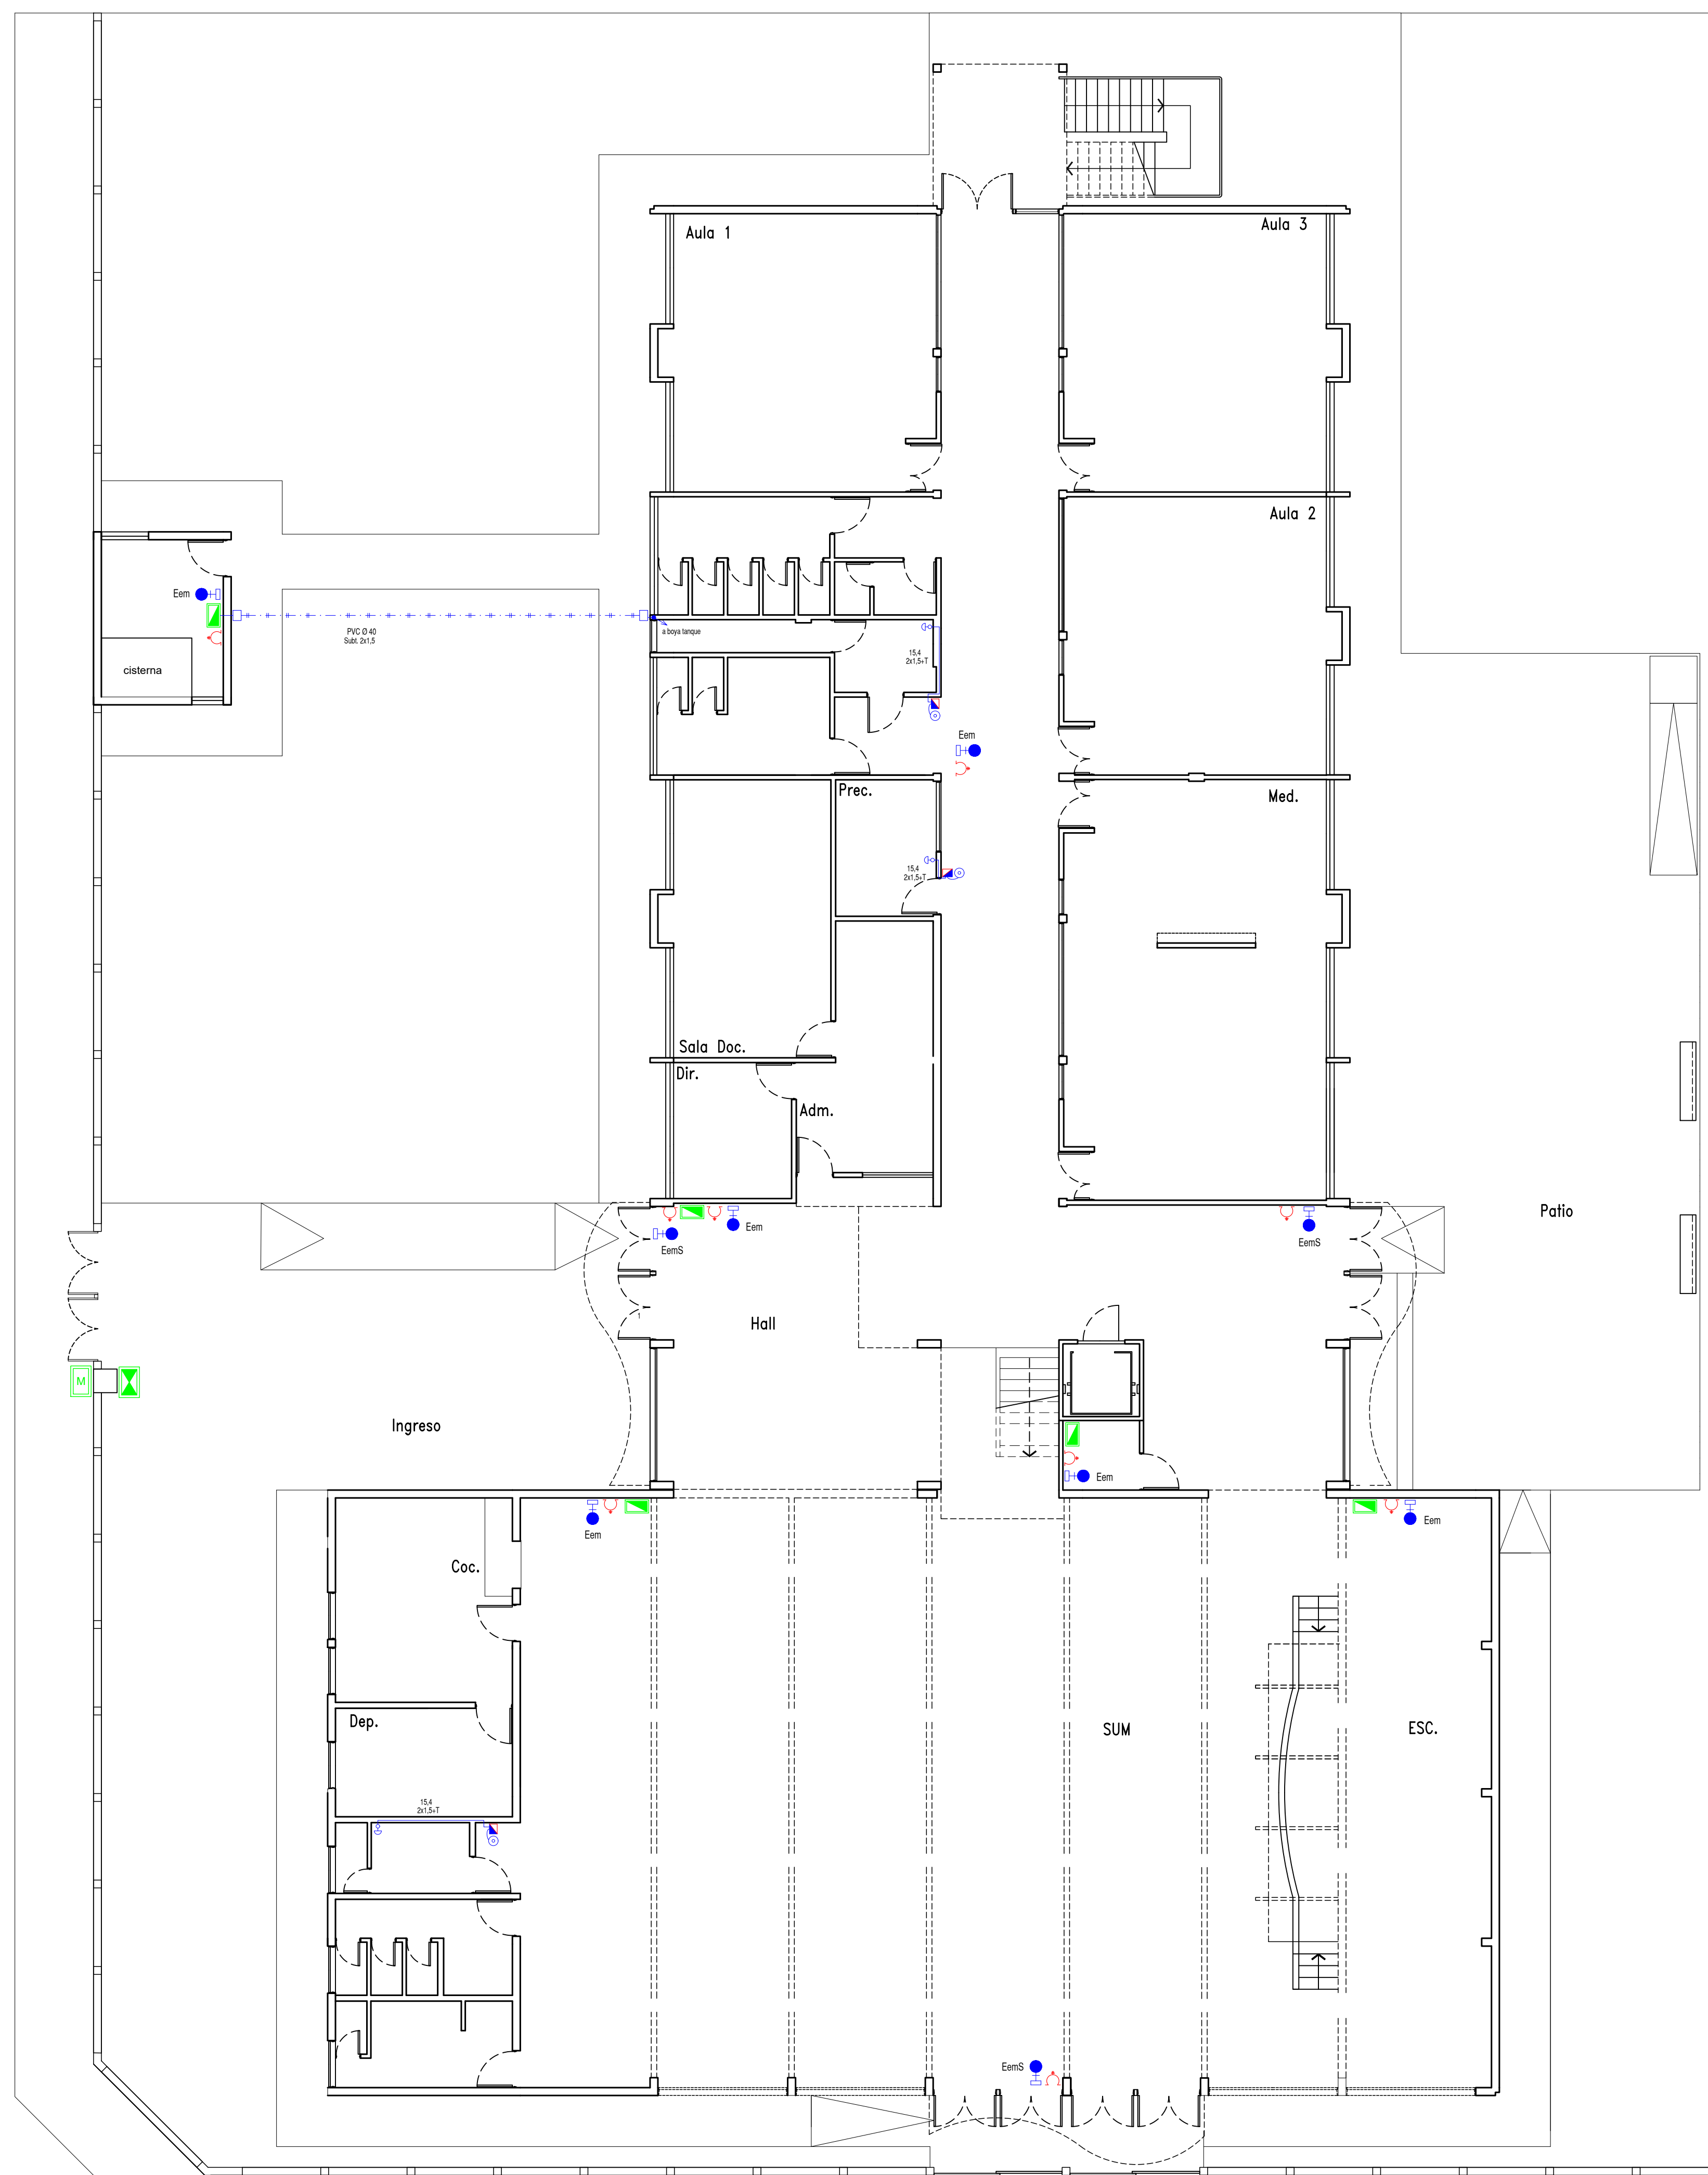 Aula 1
Aula 3
Aula 2
Eem
PVC Ø 40
Subt. 2x1,5
a boya tanque
15,4
2x1,5+T
cisterna
Eem
Prec.
Med.
15,4
2x1,5+T
Sala Doc.
Dir.
Adm.
Patio
Eem
EemS
EemS
Hall
M
Ingreso
Eem
Eem
Eem
Coc.
Dep.
SUM
ESC.
15,4
2x1,5+T
EemS